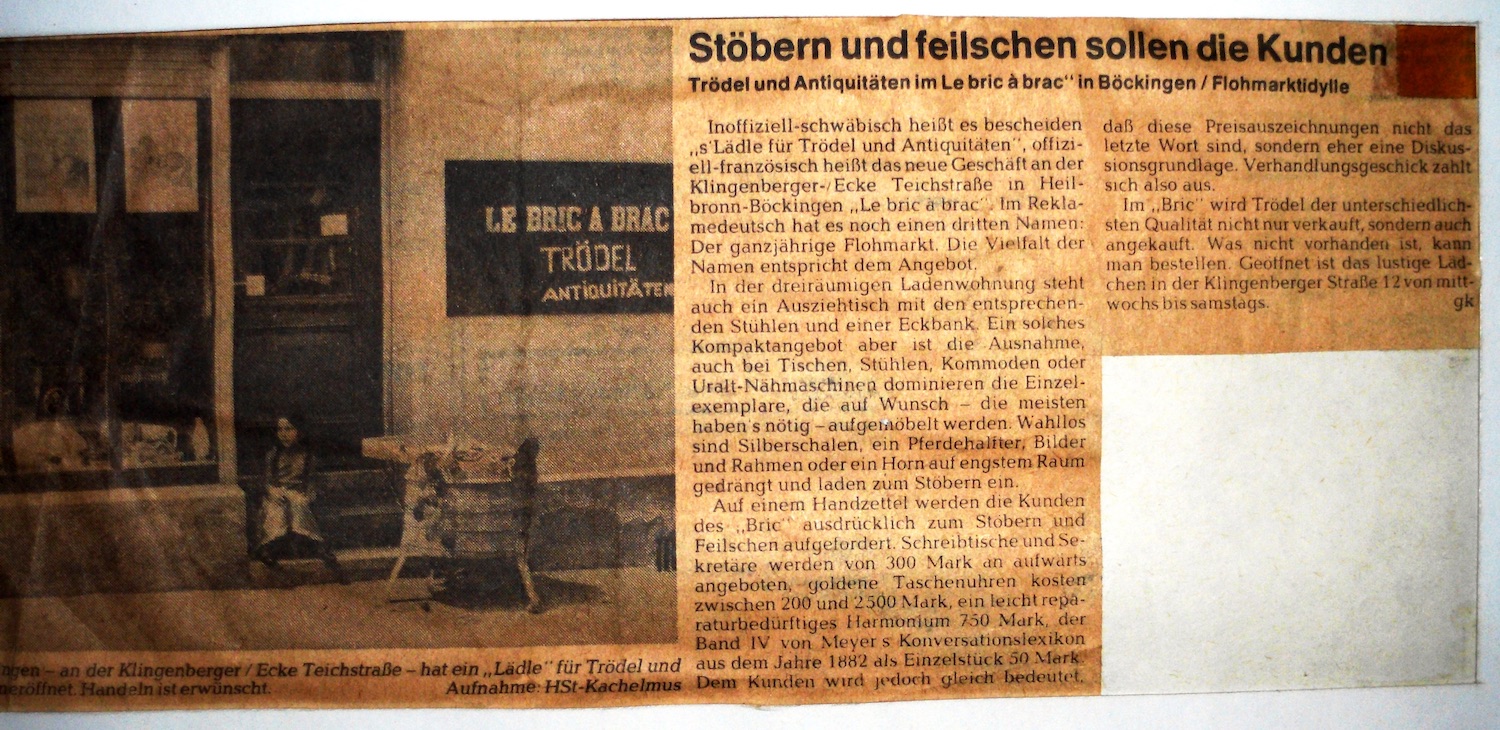 LE BRIC A BRAC
TRÖDEL
ANTIQUITÄTEN
ngen – an der Klingenberger / Ecke Teichstraße – hat ein „Lädle" für Trödel und
neröffnet. Handeln ist erwünscht. Aufnahme: HSt-Kachelmus
Stöbern und feilschen sollen die Kunden
Trödel und Antiquitäten im Le bric à brac" in Böckingen / Flohmarktidylle
Inoffiziell-schwäbisch heißt es bescheiden
„s'Lädle für Trödel und Antiquitäten", offizi-
ell-französisch heißt das neue Geschäft an der
Klingenberger-/Ecke Teichstraße in Heil-
bronn-Böckingen „Le bric à brac". Im Rekla-
medeutsch hat es noch einen dritten Namen:
Der ganzjährige Flohmarkt. Die Vielfalt der
Namen entspricht dem Angebot.
In der dreiräumigen Ladenwohnung steht
auch ein Ausziehtisch mit den entsprechen-
den Stühlen und einer Eckbank. Ein solches
Kompaktangebot aber ist die Ausnahme,
auch bei Tischen, Stühlen, Kommoden oder
Uralt-Nähmaschinen dominieren die Einzel-
exemplare, die auf Wunsch – die meisten
haben's nötig – aufgemöbelt werden. Wahllos
sind Silberschalen, ein Pferdehalfter, Bilder
und Rahmen oder ein Horn auf engstem Raum
gedrängt und laden zum Stöbern ein.
Auf einem Handzettel werden die Kunden
des „Bric" ausdrücklich zum Stöbern und
Feilschen aufgefordert. Schreibtische und Se-
kretäre werden von 300 Mark an aufwärts
angeboten, goldene Taschenuhren kosten
zwischen 200 und 2500 Mark, ein leicht repa-
raturbedürftiges Harmonium 750 Mark, der
Band IV von Meyer's Konversationslexikon
aus dem Jahre 1882 als Einzelstück 50 Mark.
Dem Kunden wird jedoch gleich bedeutet,
daß diese Preisauszeichnungen nicht das
letzte Wort sind, sondern eher eine Diskus-
sionsgrundlage. Verhandlungsgeschick zahlt
sich also aus.
Im „Bric" wird Trödel der unterschiedlich-
sten Qualität nicht nur verkauft, sondern auch
angekauft. Was nicht vorhanden ist, kann
man bestellen. Geöffnet ist das lustige Läd-
chen in der Klingenberger Straße 12 von mitt-
wochs bis samstags. gk